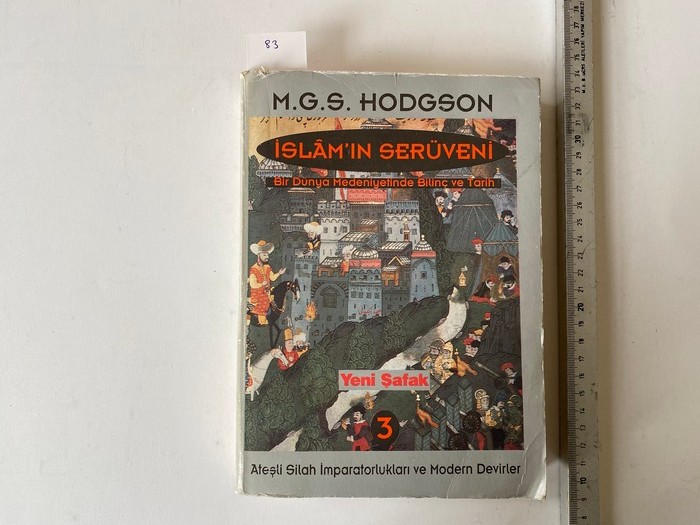 83
M.G.S. HODGSON
İSLÂM'IN SERÜVENİ
Bir Dünya Medeniyetinde Bilinç ve Tarih
Yeni Şafak
3
Ateşli Silah İmparatorlukları ve Modern Devirler